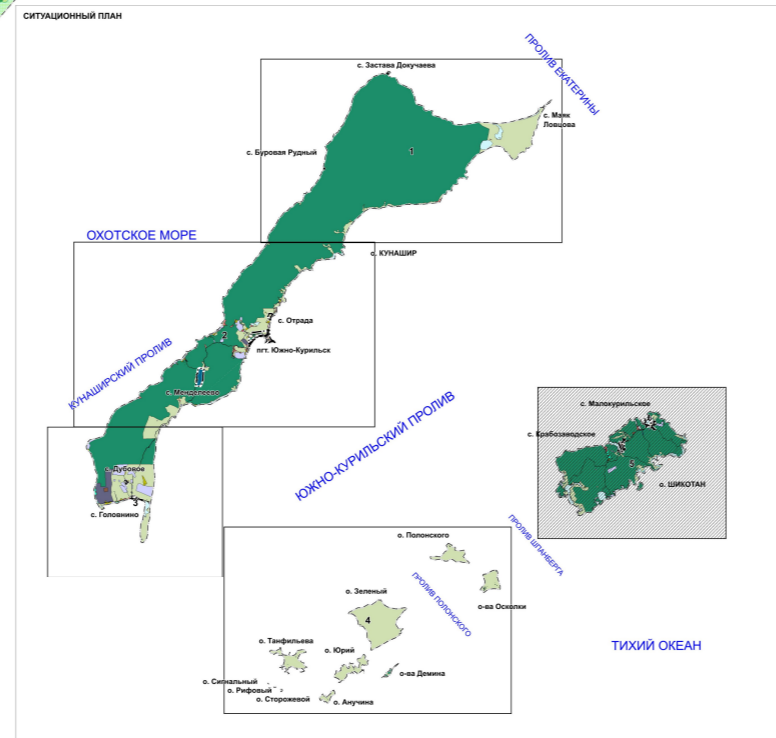 СИТУАЦИОННЫЙ ПЛАН
ПРОЛИВ ЕКАТЕРИНЫ
с. Застава Докучаева
с. Маяк
Ловцова
с. Буровая Рудный
1
ОХОТСКОЕ МОРЕ
о. КУНАШИР
с. Отрада
2
пгт. Южно-Курильск
КУНАШИРСКИЙ ПРОЛИВ
с. Менделеево
ЮЖНО-КУРИЛЬСКИЙ ПРОЛИВ
с. Малокурильское
с. Крабозаводское
5
о. ШИКОТАН
с. Дубовое
3
с. Головнино
ПРОЛИВ ШПАНБЕРГА
о. Полонского
ПРОЛИВ ПОЛОНСКОГО
о-ва Осколки
о. Зеленый
4
о. Танфильева
о. Юрий
ТИХИЙ ОКЕАН
о-ва Демина
о. Сигнальный
о. Рифовый
о. Сторожевой
о. Анучина